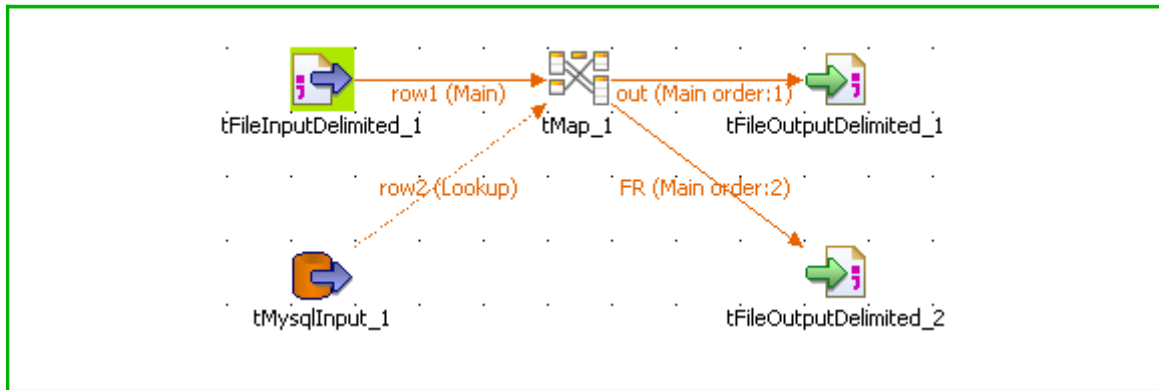 row1 (Main)
out (Main order:1)
tFileInputDelimited_1
tMap_1
tFileOutputDelimited_1
row2 (Lookup)
FR (Main order:2)
tMysqlInput_1
tFileOutputDelimited_2